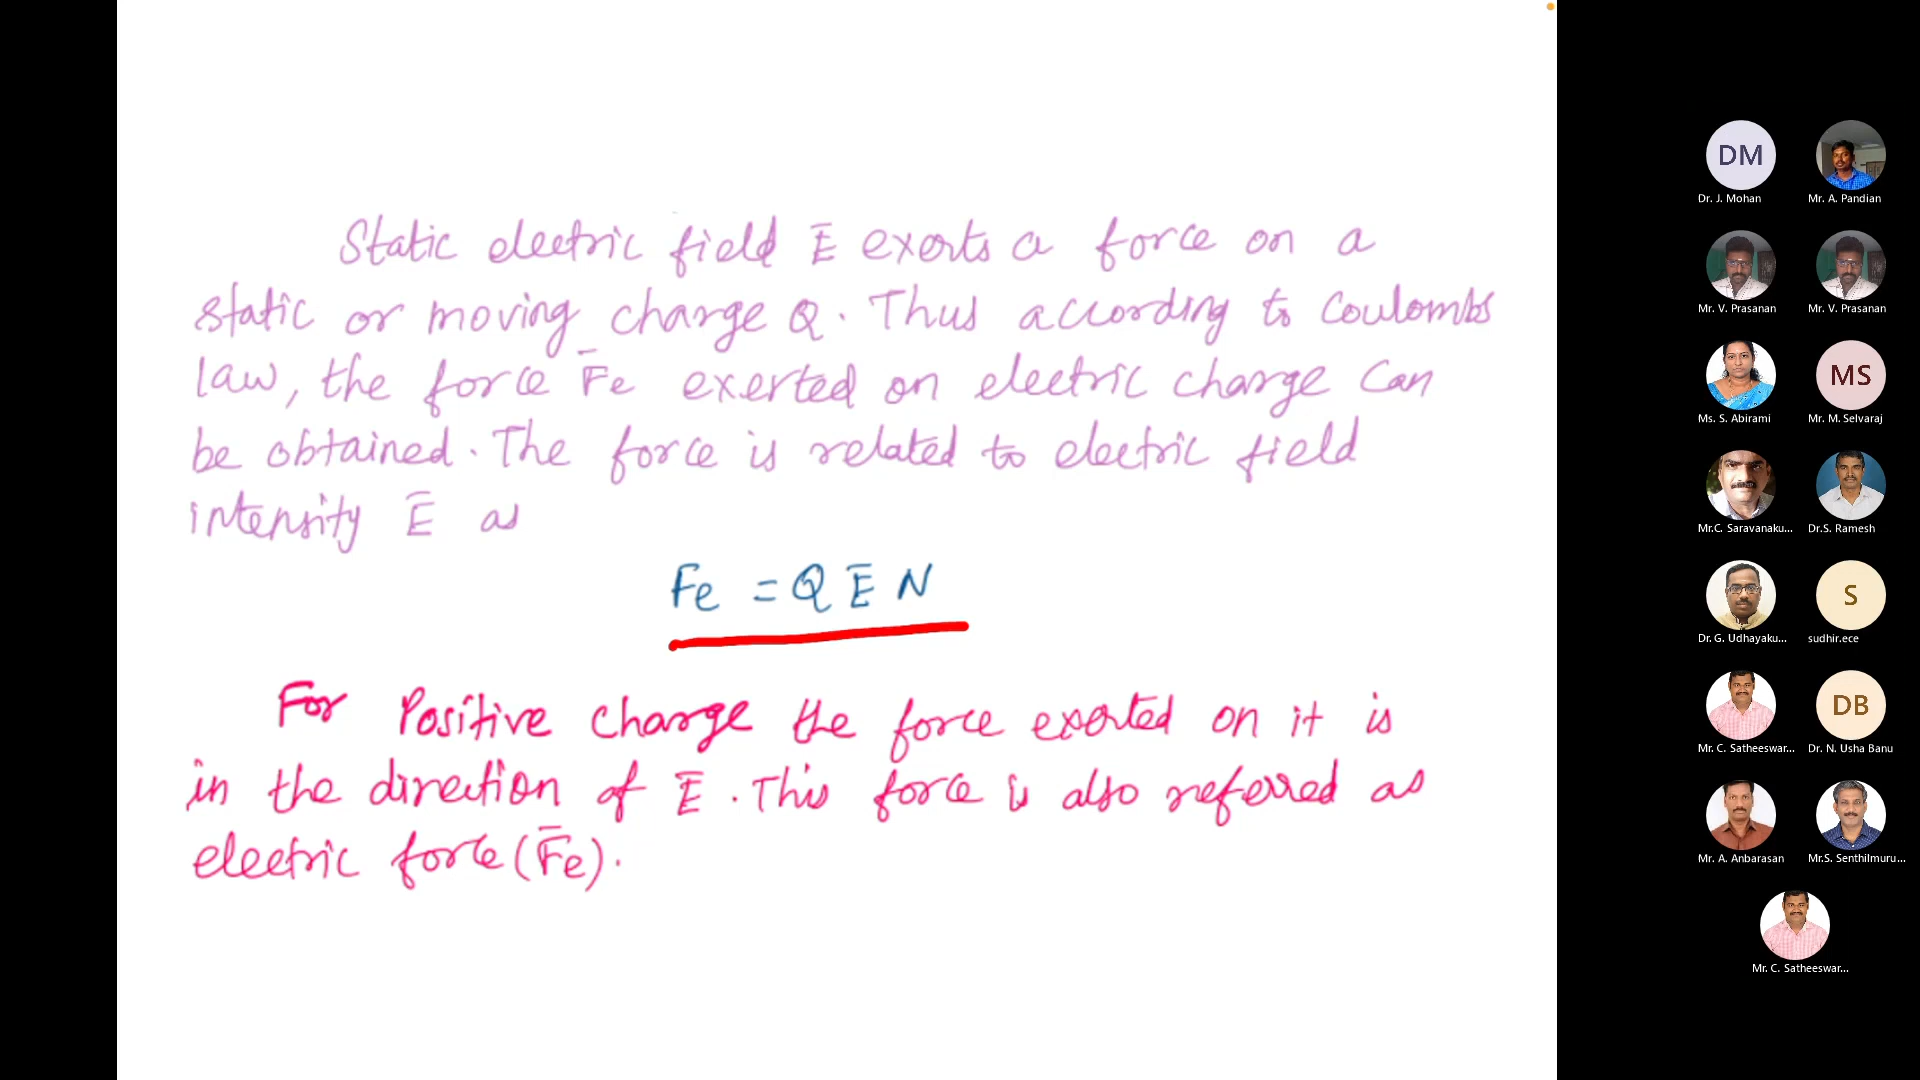 Static electric field E̅ exerts a force on a
static or moving charge Q. Thus according to Coulombs
law, the force F̅e exerted on electric charge can
be obtained. The force is related to electric field
intensity E̅ as
Fe = Q E̅ N
For Positive charge the force exerted on it is
in the direction of E̅. This force is also referred as
electric force (F̅e).
DM
Dr. J. Mohan
Mr. A. Pandian
Mr. V. Prasanan
Mr. V. Prasanan
Ms. S. Abirami
MS
Mr. M. Selvaraj
Mr.C. Saravanaku...
Dr.S. Ramesh
Dr. G. Udhayaku...
S
sudhir.ece
Mr. C. Satheeswar...
DB
Dr. N. Usha Banu
Mr. A. Anbarasan
Mr.S. Senthilmuru...
Mr. C. Satheeswar...